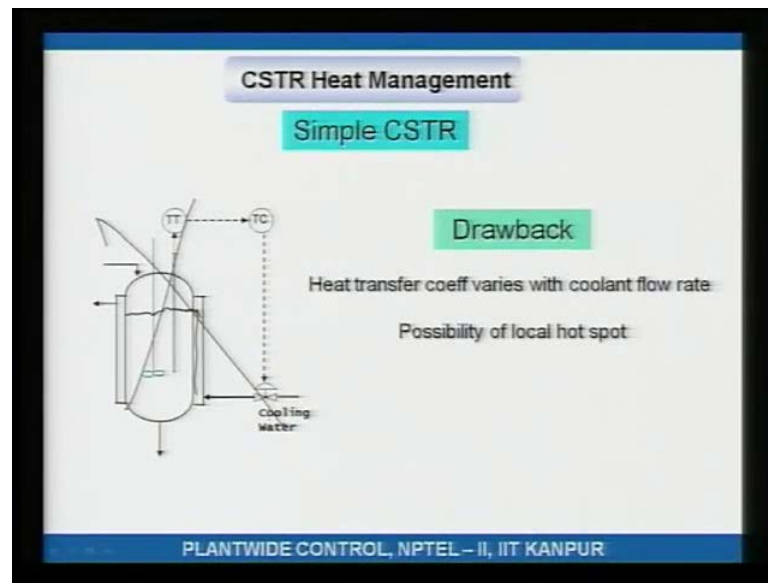 CSTR Heat Management
Simple CSTR
TT
TC
Drawback
Heat transfer coeff varies with coolant flow rate
Possibility of local hot spot
Cooling
Water
PLANTWIDE CONTROL, NPTEL – II, IIT KANPUR